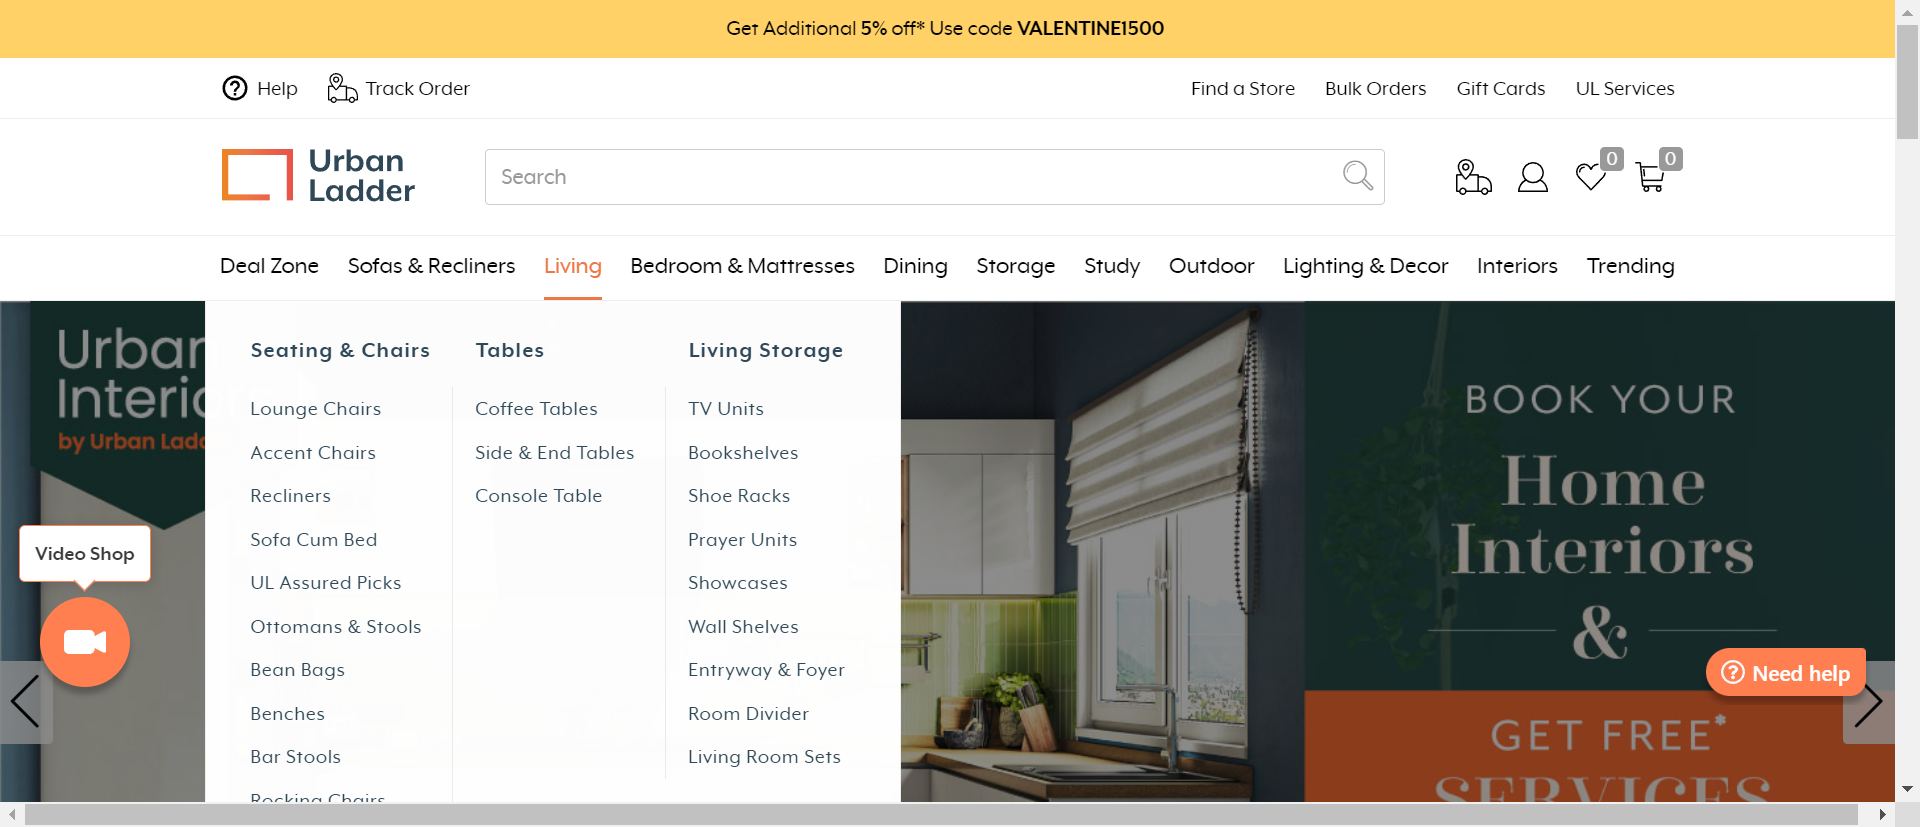 Get Additional 5% off* Use code VALENTINE1500
Help
Track Order
Find a Store
Bulk Orders
Gift Cards
UL Services
Urban
Ladder
Search
0
0
Deal Zone
Sofas & Recliners
Living
Bedroom & Mattresses
Dining
Storage
Study
Outdoor
Lighting & Decor
Interiors
Trending
Urban
Interio
by Urban Ladd
Seating & Chairs
Lounge Chairs
Accent Chairs
Recliners
Sofa Cum Bed
UL Assured Picks
Ottomans & Stools
Bean Bags
Benches
Bar Stools
Rocking Chairs
Tables
Coffee Tables
Side & End Tables
Console Table
Living Storage
TV Units
Bookshelves
Shoe Racks
Prayer Units
Showcases
Wall Shelves
Entryway & Foyer
Room Divider
Living Room Sets
BOOK YOUR
Home
Interiors
&
GET FREE*
SERVICES
Video Shop
Need help